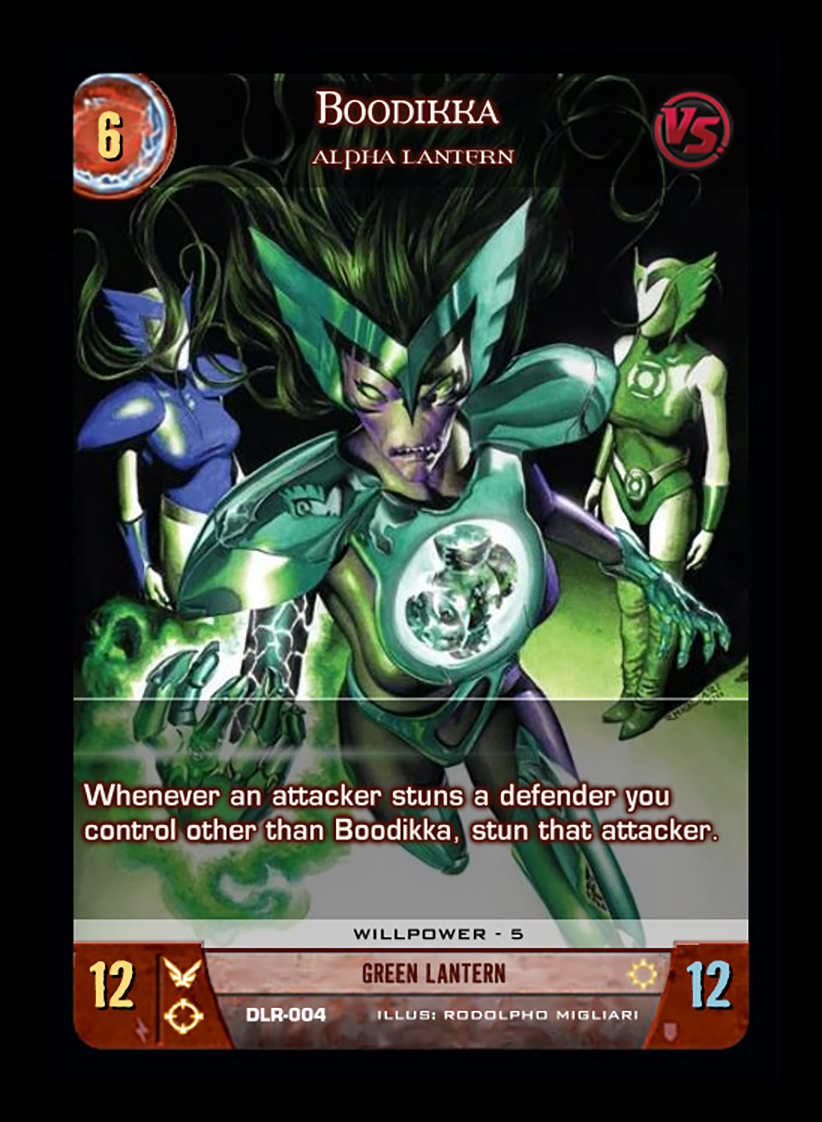 6
Boodikka
VS.
Alpha Lantern
Whenever an attacker stuns a defender you
control other than Boodikka, stun that attacker.
WILLPOWER - 5
12
GREEN LANTERN
12
DLR-004 ILLUS: RODOLPHO MIGLIARI